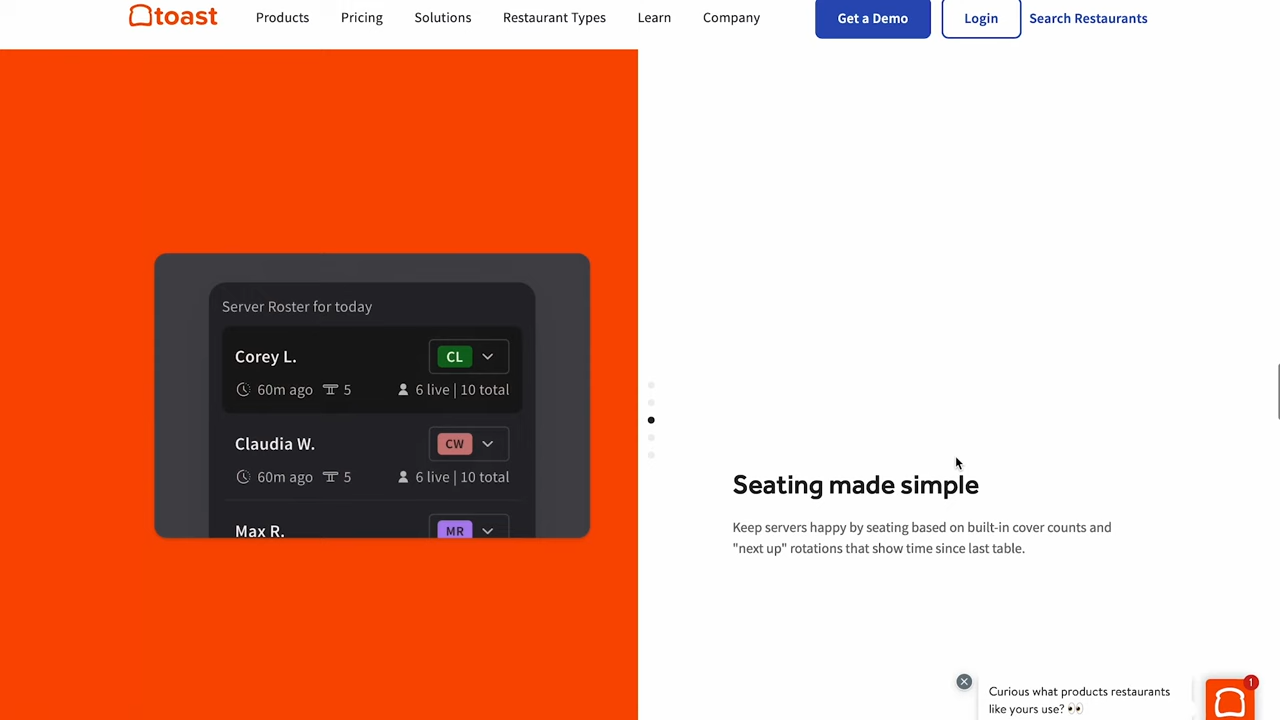 toast Products Pricing Solutions Restaurant Types Learn Company Get a Demo Login Search Restaurants
Server Roster for today
Corey L. CL
60m ago 5 6 live | 10 total
Claudia W. CW
60m ago 5 6 live | 10 total
Max R. MR
Seating made simple
Keep servers happy by seating based on built-in cover counts and
"next up" rotations that show time since last table.
1
Curious what products restaurants
like yours use? 👀